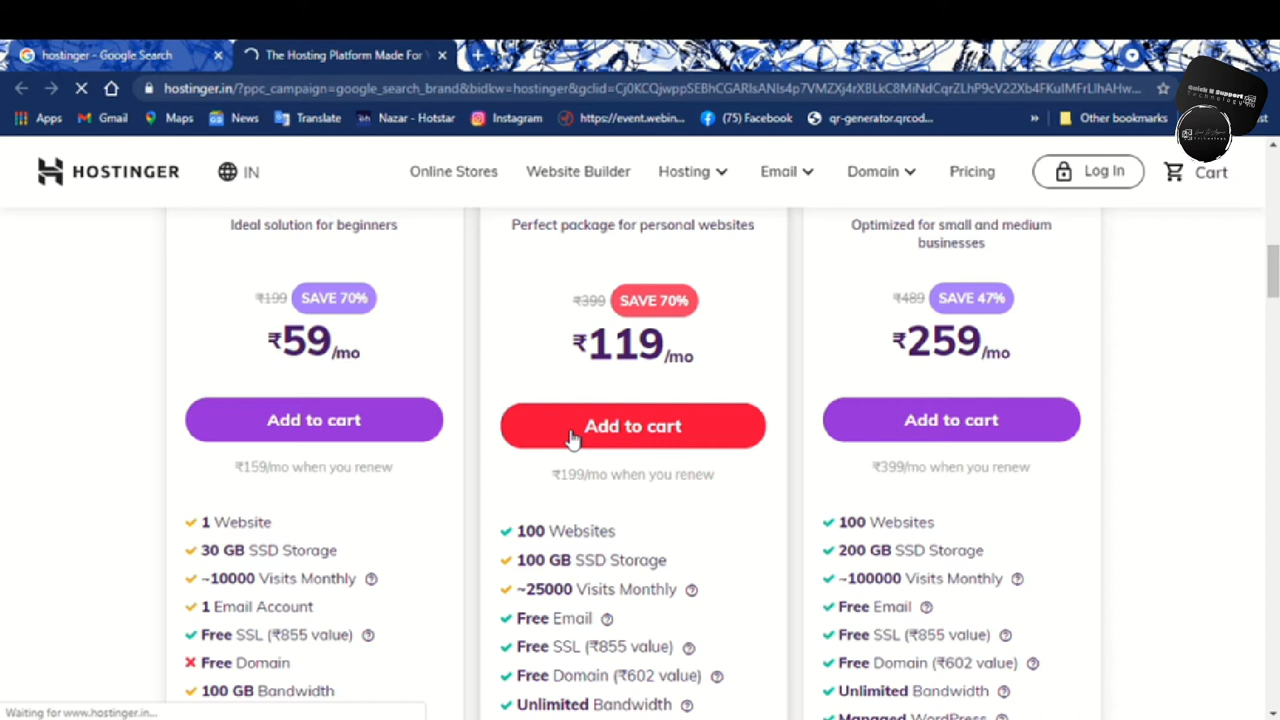 hostinger - Google Search
The Hosting Platform Made For
hostinger.in/?ppc_campaign=google_search_brand&bidkw=hostinger&gclid=
Apps
Gmail
Maps
News
Translate
Nazar - Hotstar
Instagram
https://event.webin...
(75) Facebook
qr-generator.qrcod...
»
Other bookmarks
Quick N Support
Technology
HOSTINGER
IN
Online Stores
Website Builder
Hosting
Email
Domain
Pricing
Log In
Cart
Ideal solution for beginners
₹199 SAVE 70%
₹59/mo
Add to cart
₹159/mo when you renew
1 Website
30 GB SSD Storage
~10000 Visits Monthly
1 Email Account
Free SSL (₹855 value)
Free Domain
100 GB Bandwidth
Perfect package for personal websites
₹399 SAVE 70%
₹119/mo
Add to cart
₹199/mo when you renew
100 Websites
100 GB SSD Storage
~25000 Visits Monthly
Free Email
Free SSL (₹855 value)
Free Domain (₹602 value)
Unlimited Bandwidth
Optimized for small and medium
businesses
₹489 SAVE 47%
₹259/mo
Add to cart
₹399/mo when you renew
100 Websites
200 GB SSD Storage
~100000 Visits Monthly
Free Email
Free SSL (₹855 value)
Free Domain (₹602 value)
Unlimited Bandwidth
Managed WordPress
Waiting for www.hostinger.in...